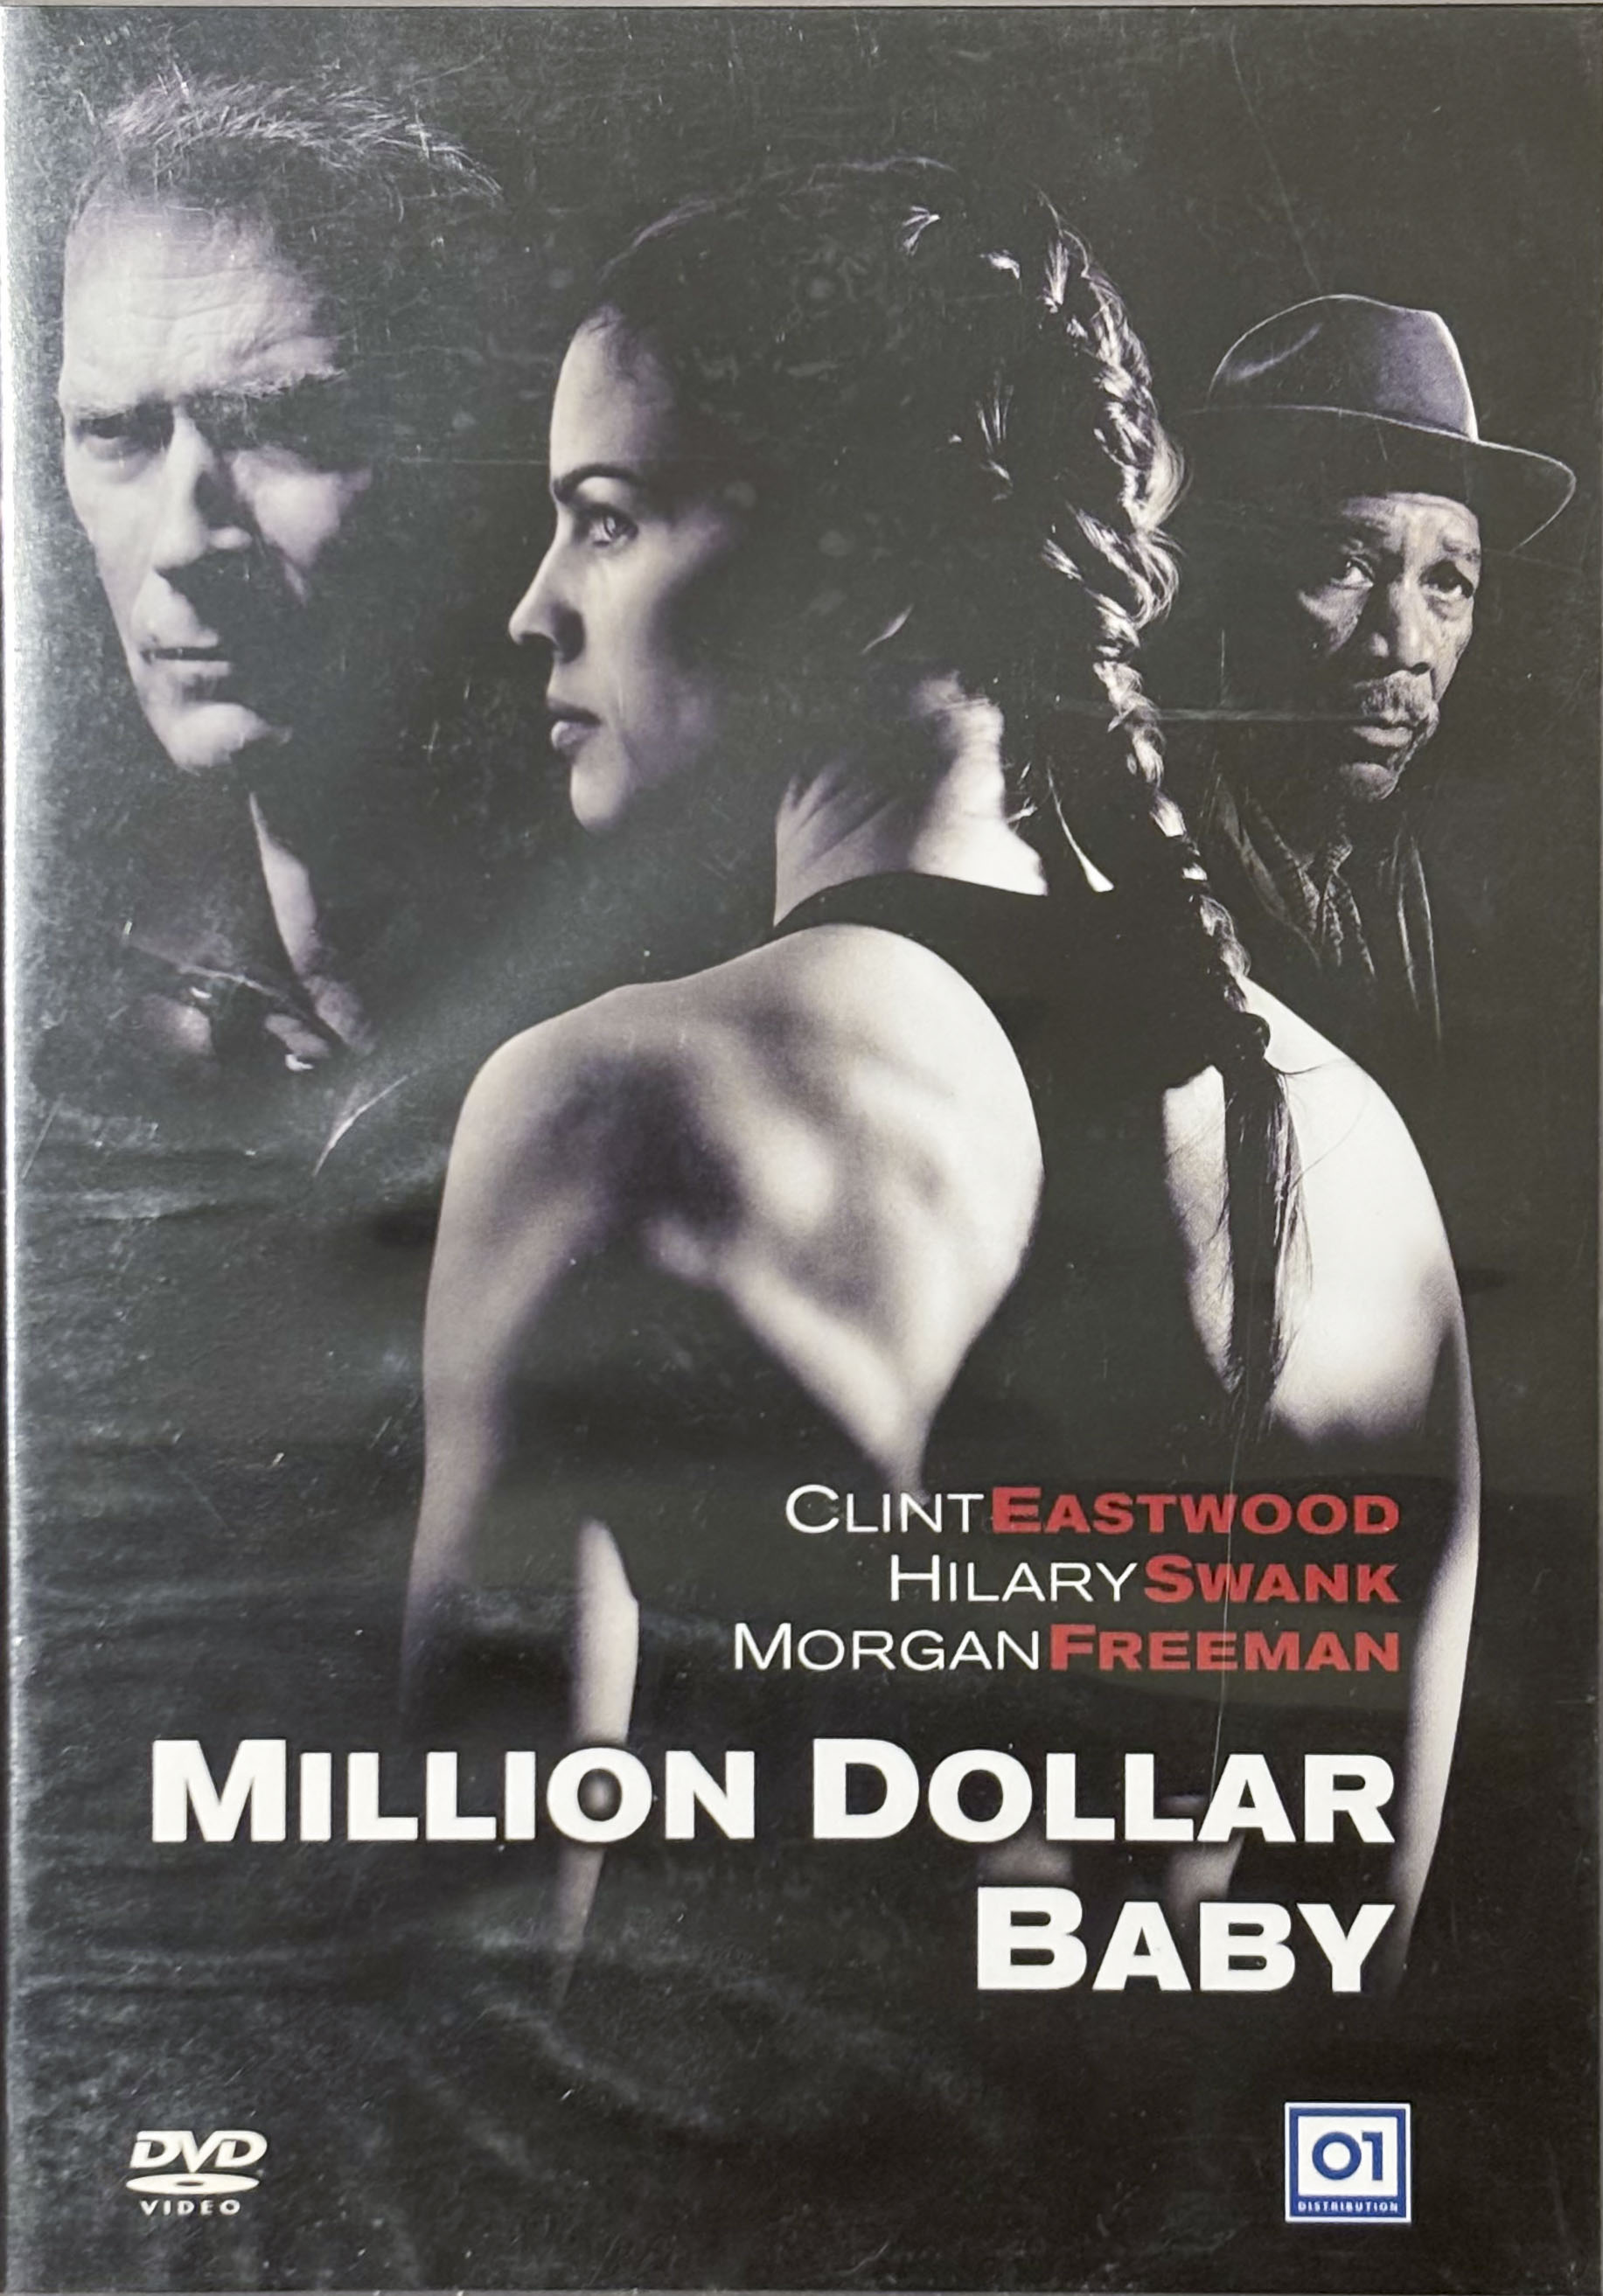 CLINT EASTWOOD
HILARY SWANK
MORGAN FREEMAN
MILLION DOLLAR
BABY
DVD
VIDEO
01
DISTRIBUTION